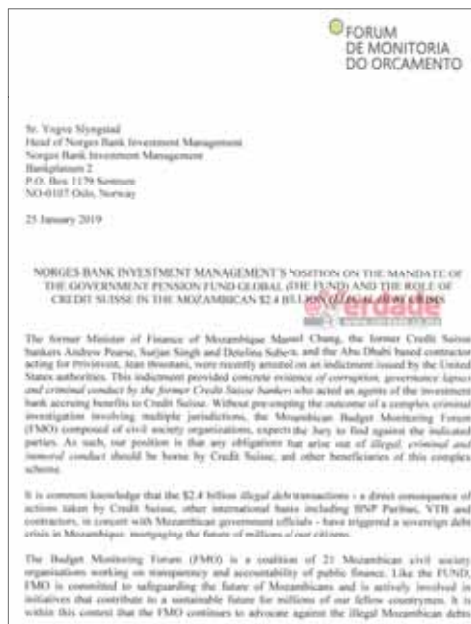 FORUM
DE MONITORIA
DO ORCAMENTO
Sr. Yngve Slyngstad
Head of Norges Bank Investment Management
Norges Bank Investment Management
Bankplassen 2
P.O. Box 1179 Sentrum
NO-0107 Oslo, Norway
25 January 2019
NORGES BANK INVESTMENT MANAGEMENT'S POSITION ON THE MANDATE OF
THE GOVERNMENT PENSION FUND GLOBAL (THE FUND) AND THE ROLE OF
CREDIT SUISSE IN THE MOZAMBICAN $2.4 BILLION ILLEGAL DEBT CRISIS
@Verdade
The former Minister of Finance of Mozambique Manuel Chang, the former Credit Suisse
bankers Andrew Pearse, Surjan Singh and Detelina Subeva, and the Abu Dhabi based contractor
acting for Privinvest, Jean Boustani, were recently arrested on an indictment issued by the United
States authorities. This indictment provided concrete evidence of corruption, governance lapses
and criminal conduct by the former Credit Suisse bankers who acted as agents of the investment
bank accruing benefits to Credit Suisse. Without pre-empting the outcome of a complex criminal
investigation involving multiple jurisdictions, the Mozambican Budget Monitoring Forum
(FMO) composed of civil society organizations, expects the Jury to find against the indicated
parties. As such, our position is that any obligations that arise out of illegal, criminal and
immoral conduct should be borne by Credit Suisse, and other beneficiaries of this complex
scheme.
It is common knowledge that the $2.4 billion illegal debt transactions - a direct consequence of
actions taken by Credit Suisse, other international banks including BNP Paribas, VTB and
contractors, in concert with Mozambican government officials - have triggered a sovereign debt
crisis in Mozambique, mortgaging the future of millions of our citizens.
The Budget Monitoring Forum (FMO) is a coalition of 21 Mozambican civil society
organisations working on transparency and accountability of public finance. Like the FUND,
FMO is committed to safeguarding the future of Mozambicans and is actively involved in
initiatives that contribute to a sustainable future for millions of our fellow countrymen. It is
within this context that the FMO continues to advocate against the illegal Mozambican debts